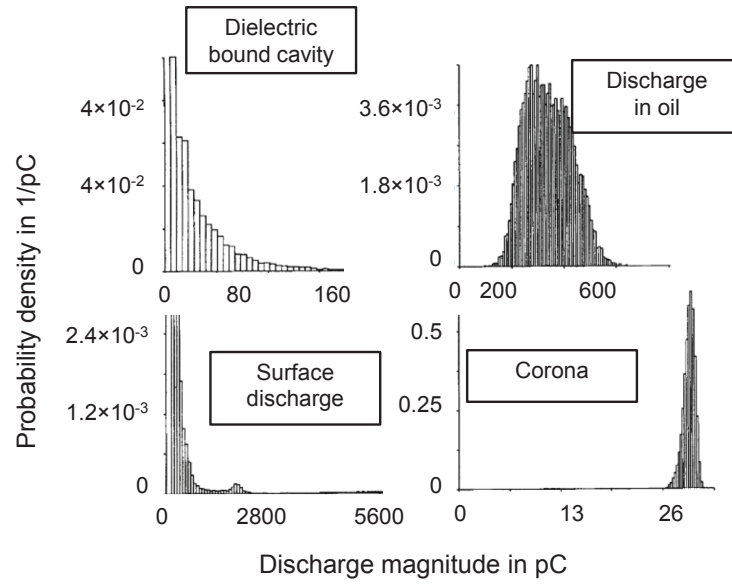 Dielectric
bound cavity
4×10⁻²
4×10⁻²
0
0 80 160
Discharge
in oil
3.6×10⁻³
1.8×10⁻³
0
0 200 600
Surface
discharge
2.4×10⁻³
1.2×10⁻³
0
0 2800 5600
Corona
0.5
0.25
0
0 13 26
Probability density in 1/pC
Discharge magnitude in pC